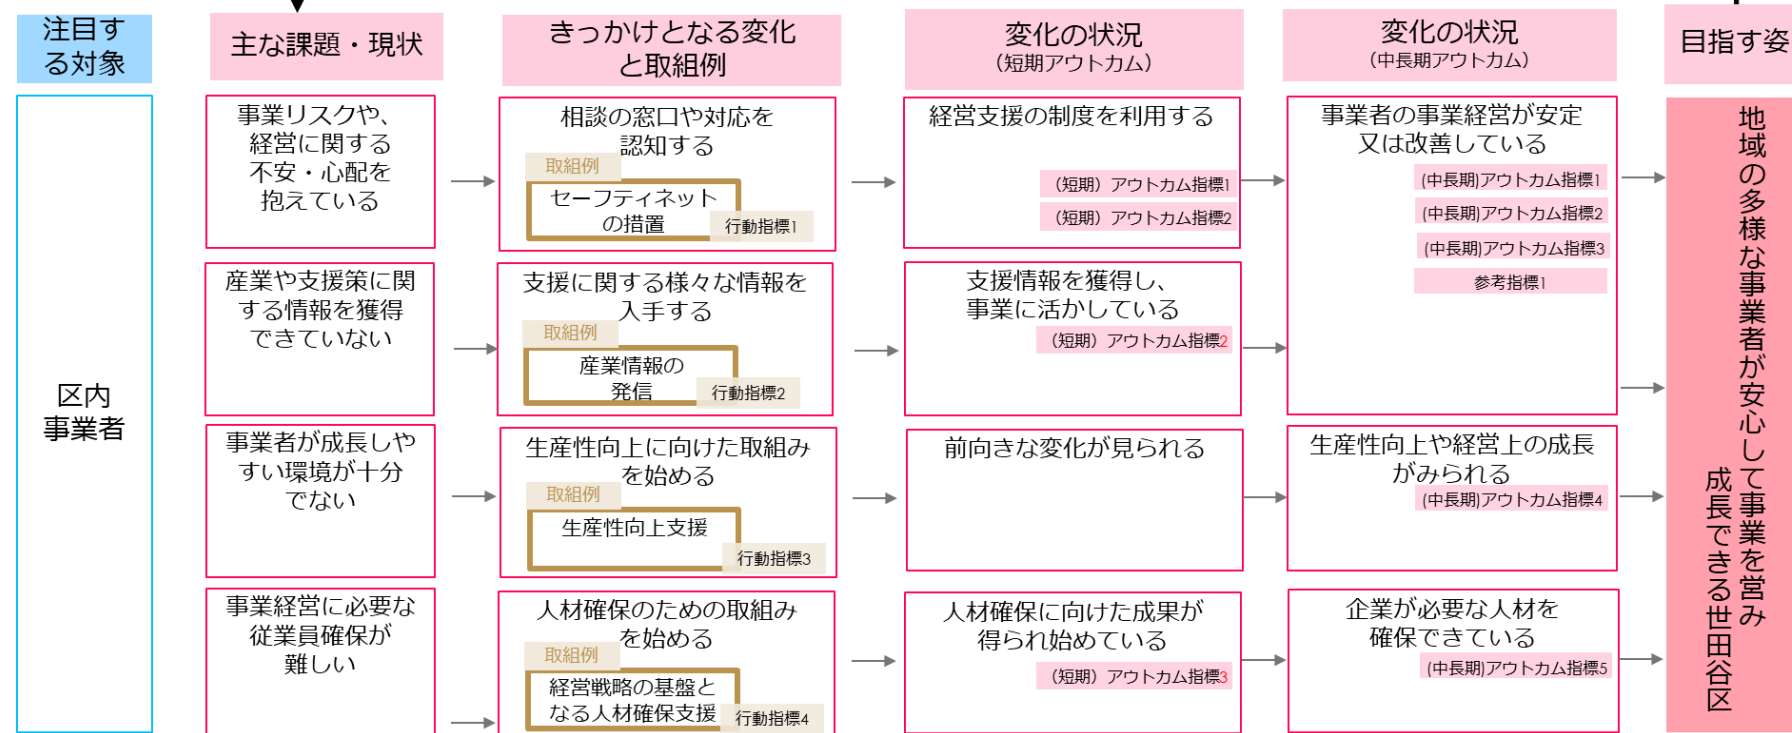 注目す
る対象
主な課題・現状
きっかけとなる変化
と取組例
変化の状況
（短期アウトカム）
変化の状況
（中長期アウトカム）
目指す姿
区内
事業者
事業リスクや、
経営に関する
不安・心配を
抱えている
相談の窓口や対応を
認知する
取組例
セーフティネット
の措置
行動指標1
経営支援の制度を利用する
（短期）アウトカム指標1
（短期）アウトカム指標2
事業者の事業経営が安定
又は改善している
(中長期)アウトカム指標1
(中長期)アウトカム指標2
(中長期)アウトカム指標3
参考指標1
産業や支援策に関
する情報を獲得
できていない
支援に関する様々な情報を
入手する
取組例
産業情報の
発信
行動指標2
支援情報を獲得し、
事業に活かしている
（短期）アウトカム指標2
事業者が成長しや
すい環境が十分
でない
生産性向上に向けた取組み
を始める
取組例
生産性向上支援
行動指標3
前向きな変化が見られる
生産性向上や経営上の成長
がみられる
(中長期)アウトカム指標4
事業経営に必要な
従業員確保が
難しい
人材確保のための取組み
を始める
取組例
経営戦略の基盤と
なる人材確保支援
行動指標4
人材確保に向けた成果が
得られ始めている
（短期）アウトカム指標3
企業が必要な人材を
確保できている
(中長期)アウトカム指標5
地域の多様な事業者が安心して事業を営み
成長できる世田谷区